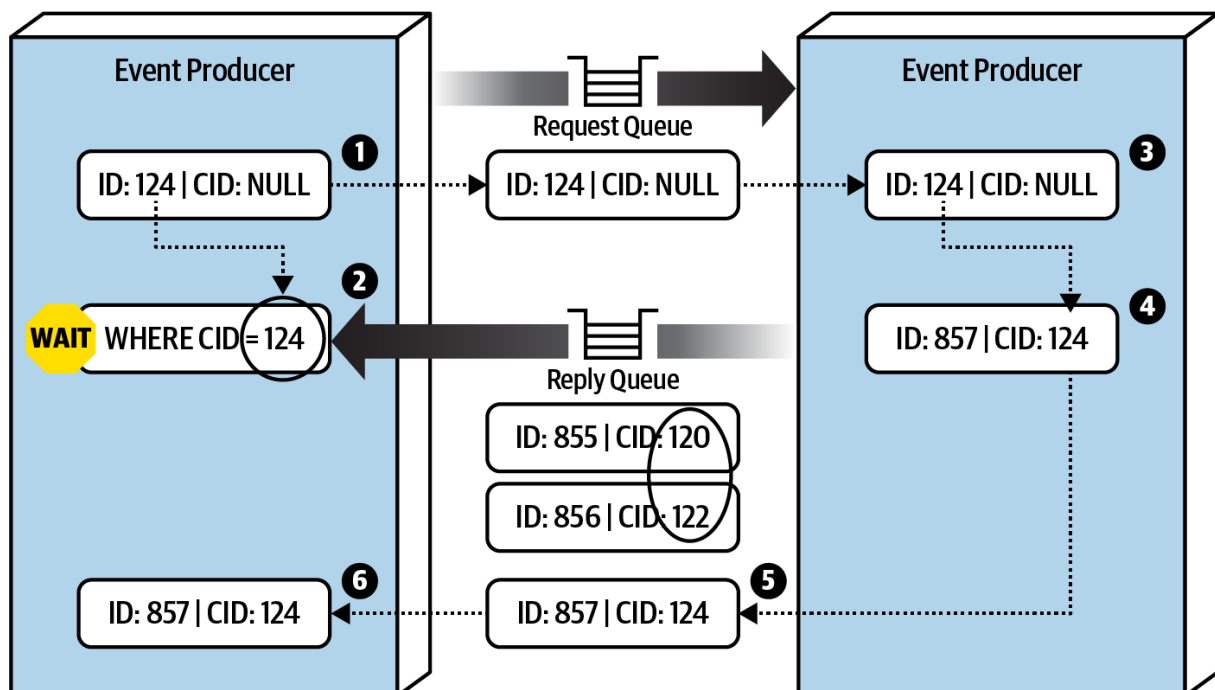 Event Producer
Event Producer
Request Queue
1
3
ID: 124 | CID: NULL
ID: 124 | CID: NULL
ID: 124 | CID: NULL
2
4
WAIT
WHERE CID = 124
ID: 857 | CID: 124
Reply Queue
ID: 855 | CID: 120
ID: 856 | CID: 122
6
5
ID: 857 | CID: 124
ID: 857 | CID: 124